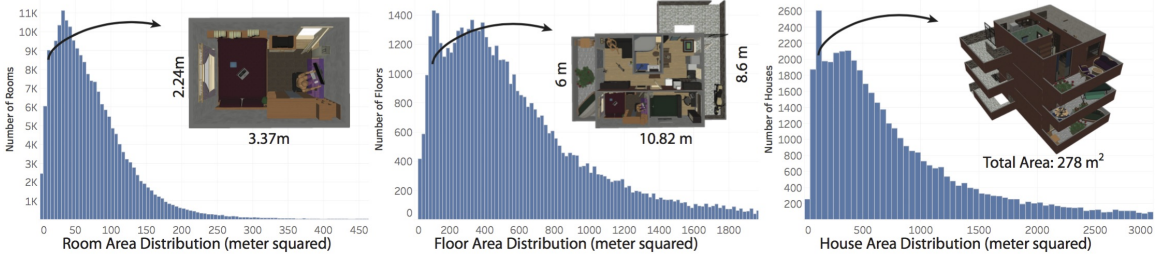 Number of Rooms
11K
10K
9K
8K
7K
6K
5K
4K
3K
2K
1K
0 50 100 150 200 250 300 350 400 450
Room Area Distribution (meter squared)
2.24m
3.37m
Number of Floors
1400
1200
1000
800
600
400
200
0
0 200 400 600 800 1000 1200 1400 1600 1800
Floor Area Distribution (meter squared)
6 m
8.6 m
10.82 m
Number of Houses
2600
2400
2200
2000
1800
1600
1400
1200
1000
800
600
400
200
0 500 1000 1500 2000 2500 3000
House Area Distribution (meter squared)
Total Area: 278 m²